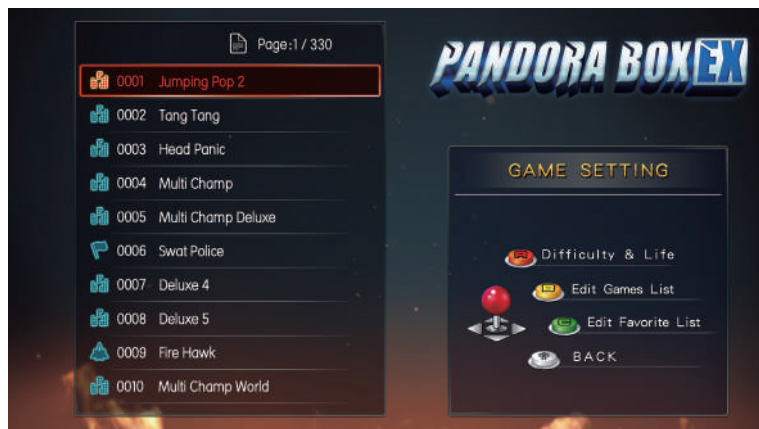 Page:1 / 330
0001 Jumping Pop 2
0002 Tang Tang
0003 Head Panic
0004 Multi Champ
0005 Multi Champ Deluxe
0006 Swat Police
0007 Deluxe 4
0008 Deluxe 5
0009 Fire Hawk
0010 Multi Champ World
PANDORA BOX EX
GAME SETTING
Difficulty & Life
Edit Games List
Edit Favorite List
BACK